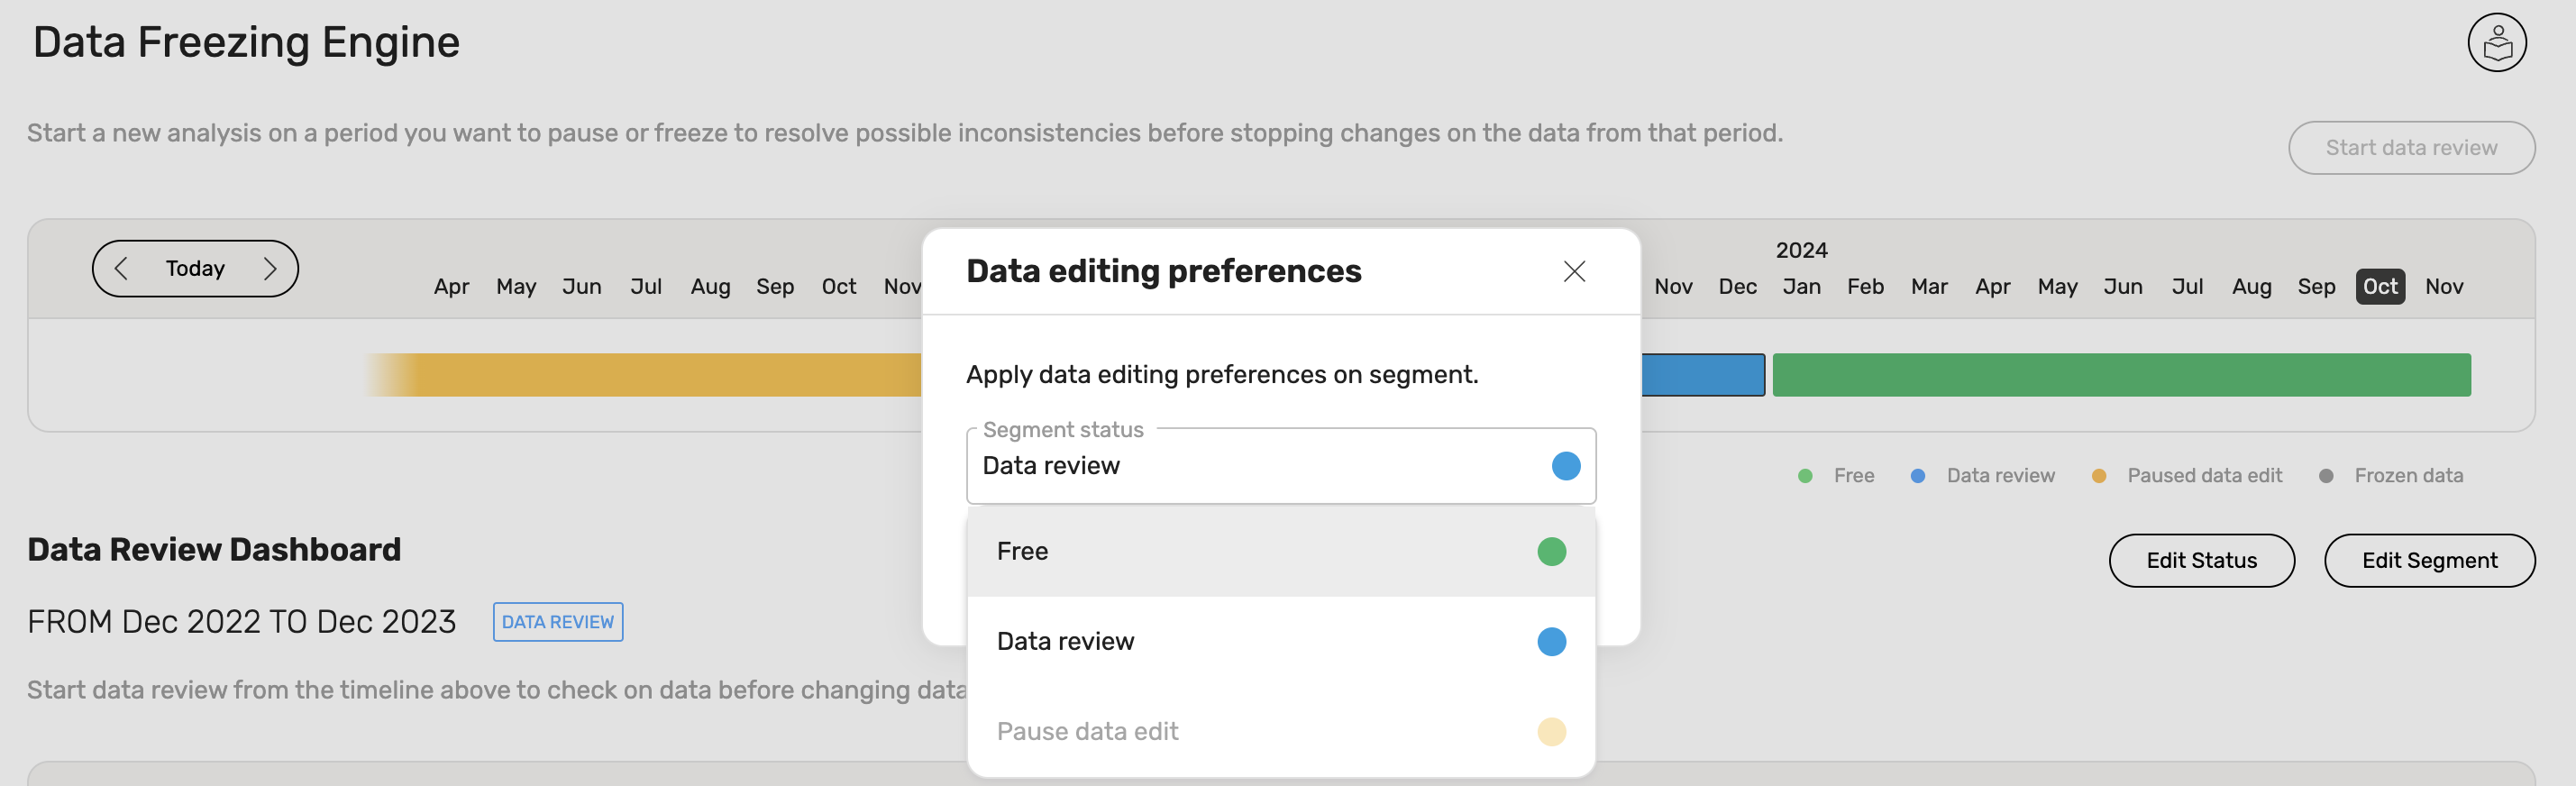 Data Freezing Engine
Start a new analysis on a period you want to pause or freeze to resolve possible inconsistencies before stopping changes on the data from that period.
Start data review
Today
Apr May Jun Jul Aug Sep Oct Nov
Nov Dec Jan Feb Mar Apr May Jun Jul Aug Sep Oct Nov
2024
Data editing preferences
Apply data editing preferences on segment.
Segment status
Data review
Free
Data review
Pause data edit
Free Data review Paused data edit Frozen data
Data Review Dashboard
Edit Status Edit Segment
FROM Dec 2022 TO Dec 2023 DATA REVIEW
Start data review from the timeline above to check on data before changing data